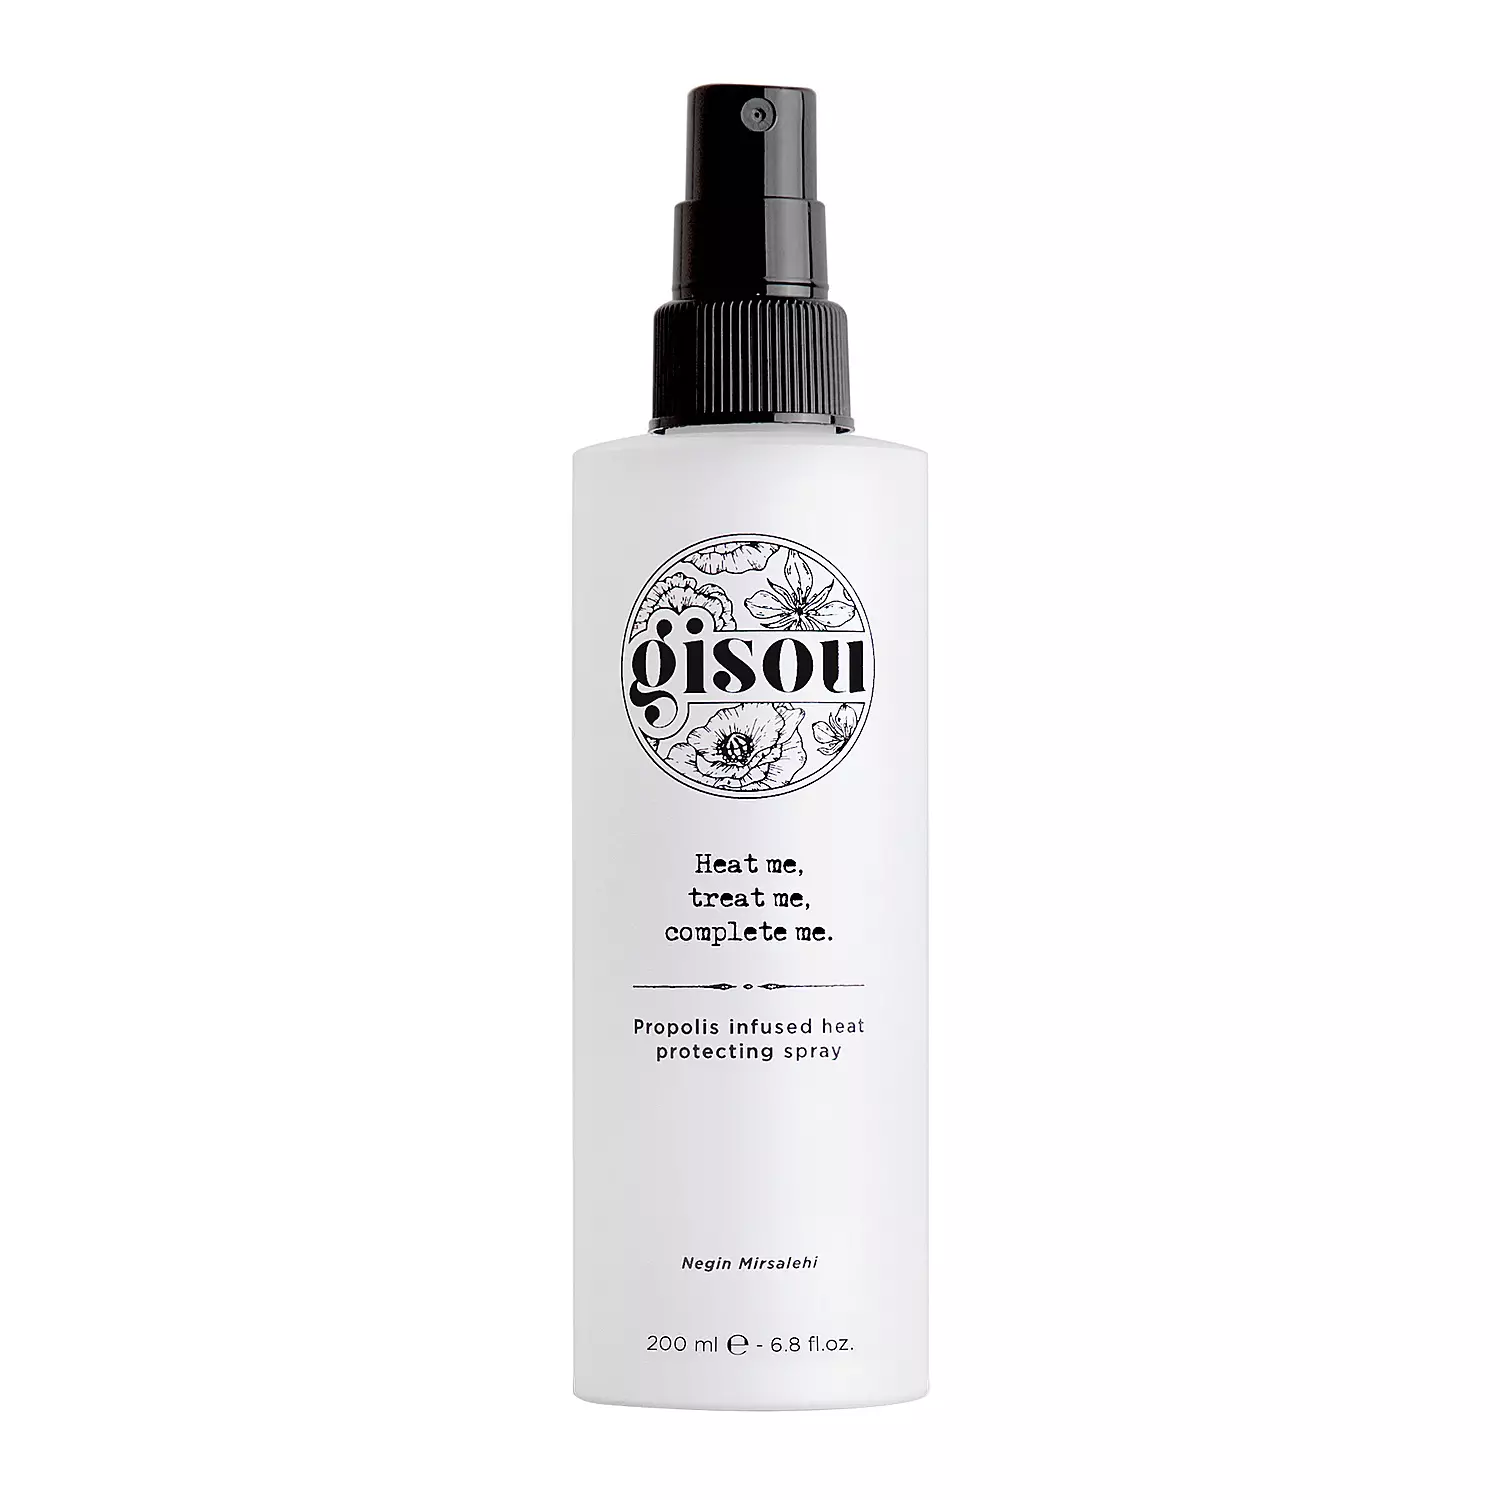 gisou
Heat me,
treat me,
complete me.
Propolis infused heat
protecting spray
Negin Mirsalehi
200 ml ℮ - 6.8 fl.oz.